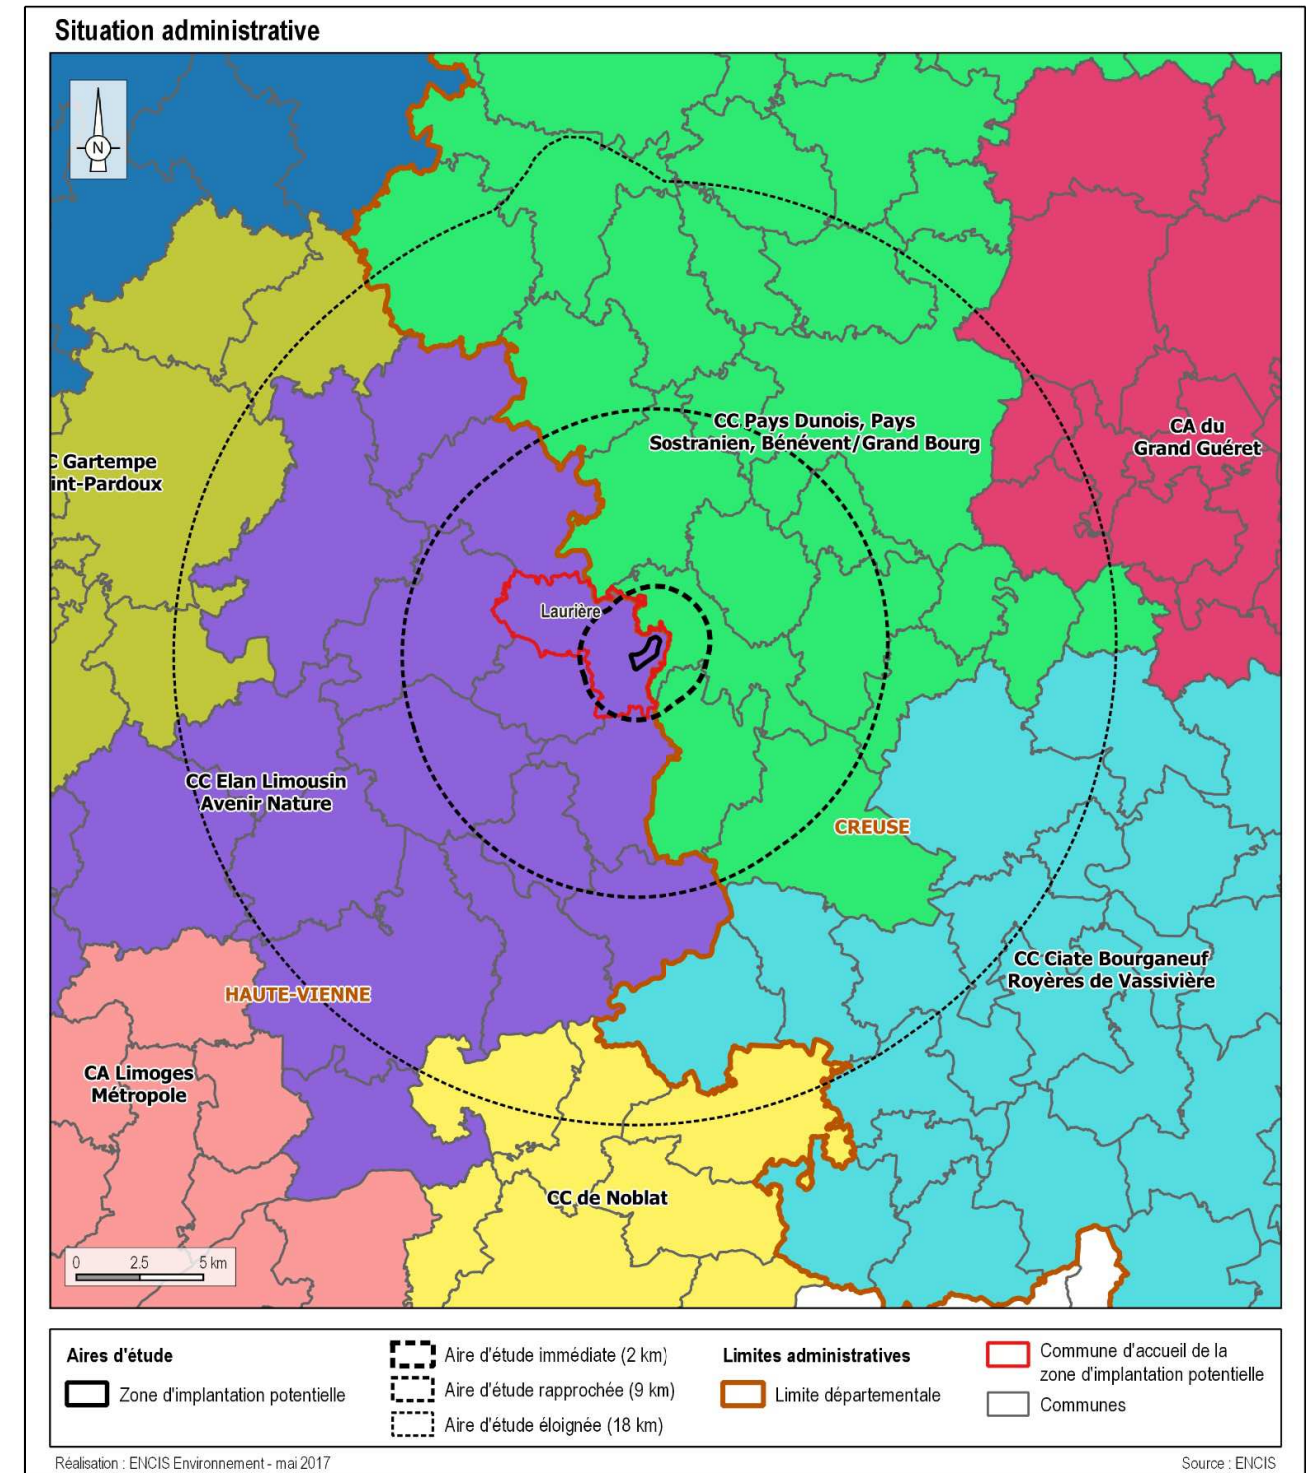 Situation administrative
N
CC Pays Dunois, Pays
Sostranien, Bénévent/Grand Bourg
CA du
Grand Guéret
C Gartempe
int-Pardoux
Laurière
CC Elan Limousin
Avenir Nature
CREUSE
CC Ciate Bourganeuf
Royères de Vassivière
HAUTE-VIENNE
CA Limoges
Métropole
CC de Noblat
0 2.5 5 km
Aires d'étude
Zone d'implantation potentielle
Aire d'étude immédiate (2 km)
Aire d'étude rapprochée (9 km)
Aire d'étude éloignée (18 km)
Limites administratives
Limite départementale
Commune d'accueil de la
zone d'implantation potentielle
Communes
Réalisation : ENCIS Environnement - mai 2017
Source : ENCIS